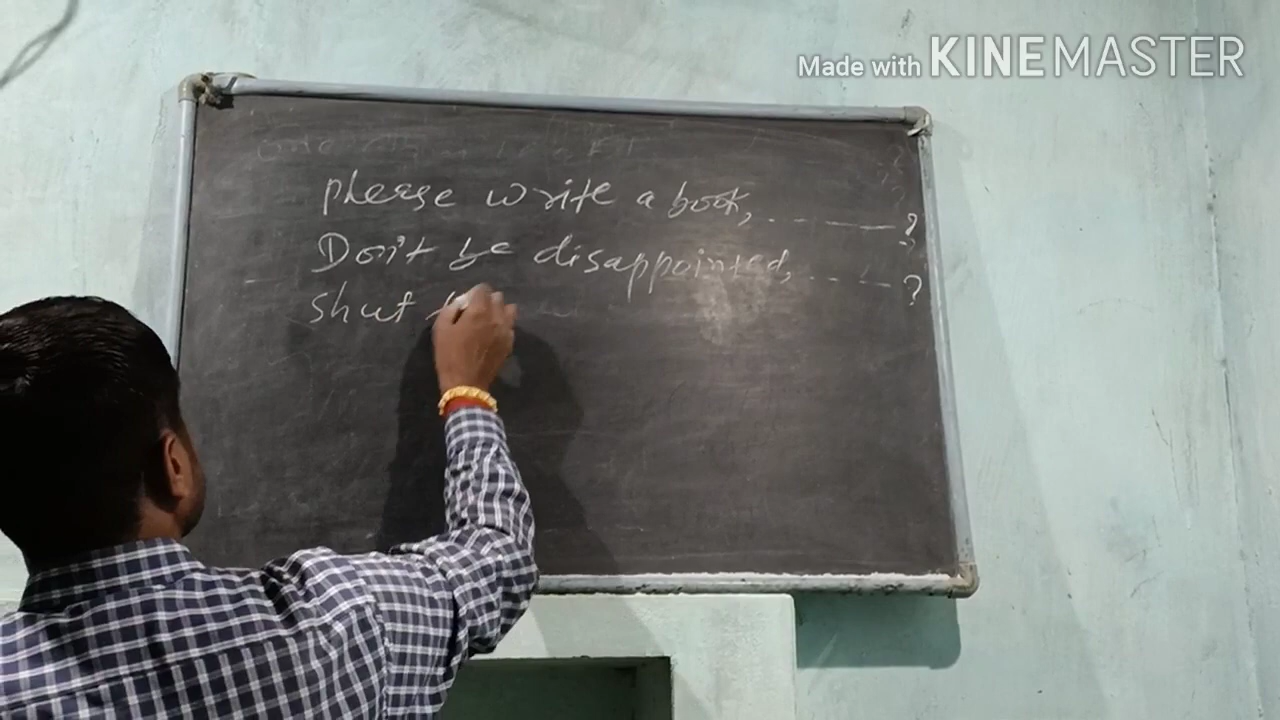 Made with KINEMASTER
please write a book, .. ——?
Don't be disappointed, .. ——?
shut